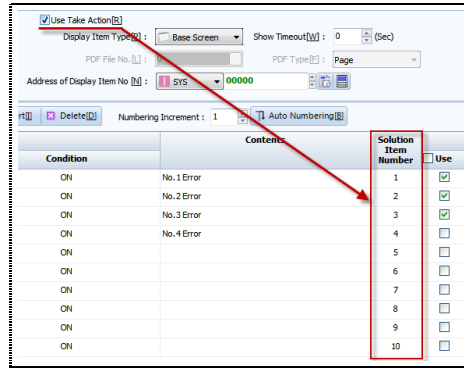 Use Take Action[R]
Display Item Type[P] : Base Screen Show Timeout[W] : 0 (Sec)
PDF File No.[L] : PDF Type[F] : Page
Address of Display Item No [N] : SYS 00000
Delete[D] Numbering Increment : 1 Auto Numbering[B]
Condition Contents Solution Item Number Use
ON No.1 Error 1
ON No.2 Error 2
ON No.3 Error 3
ON No.4 Error 4
ON 5
ON 6
ON 7
ON 8
ON 9
ON 10